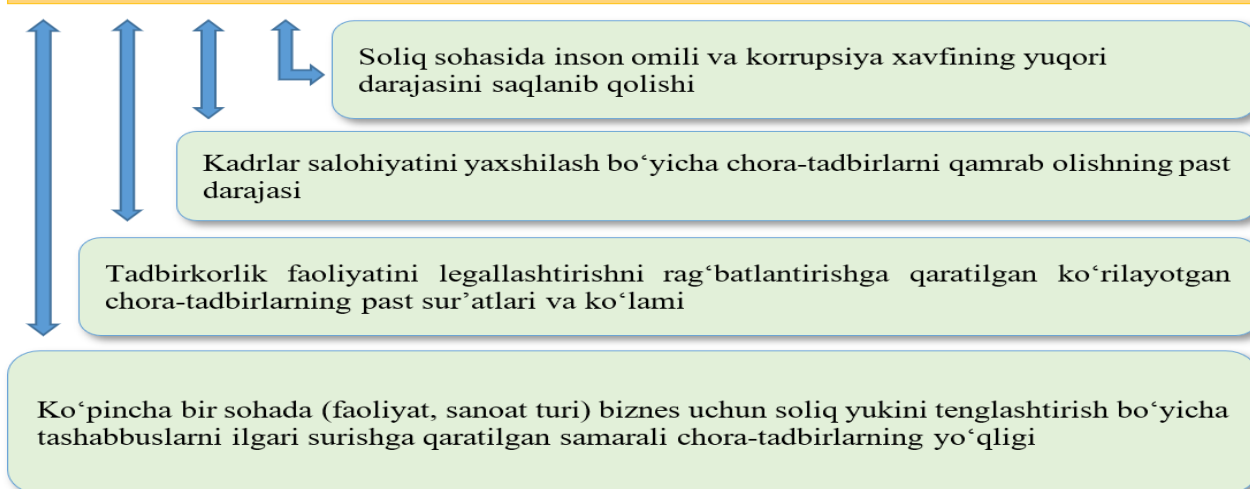 Soliq sohasida inson omili va korrupsiya xavfining yuqori
darajasini saqlanib qolishi
Kadrlar salohiyatini yaxshilash bo‘yicha chora-tadbirlarni qamrab olishning past
darajasi
Tadbirkorlik faoliyatini legallashtirishni rag‘batlantirishga qaratilgan ko‘rilayotgan
chora-tadbirlarning past sur’atlari va ko‘lami
Ko‘pincha bir sohada (faoliyat, sanoat turi) biznes uchun soliq yukini tenglashtirish bo‘yicha
tashabbuslarni ilgari surishga qaratilgan samarali chora-tadbirlarning yo‘qligi